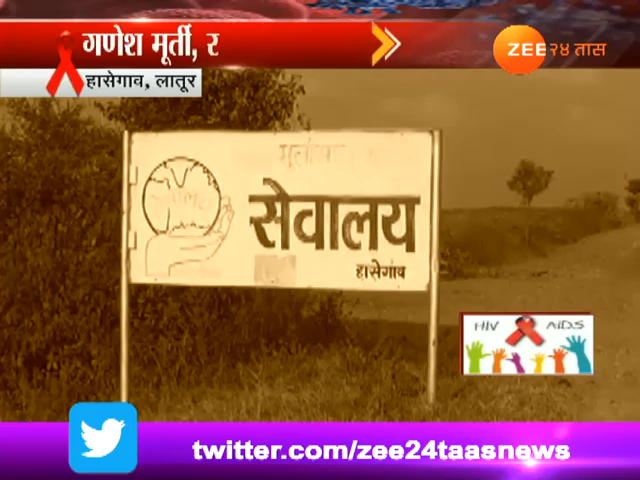 गणेश मूर्ती, र
ZEE २४ तास
हासेगाव, लातूर
सेवालय
हासेगांव
HIV AIDS
twitter.com/zee24taasnews